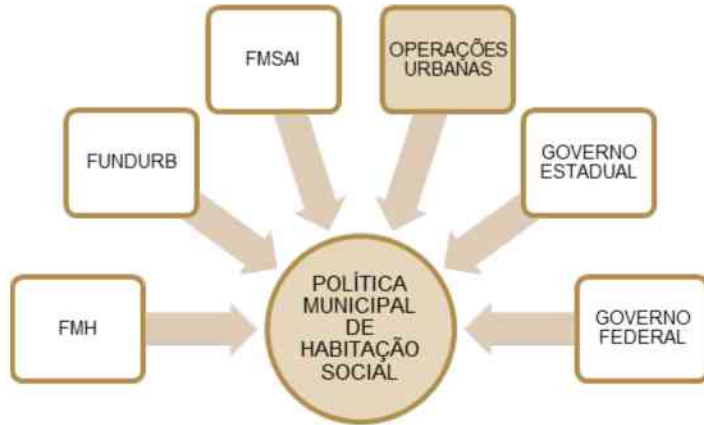 FMSAI
OPERAÇÕES
URBANAS
FUNDURB
GOVERNO
ESTADUAL
FMH
POLÍTICA
MUNICIPAL
DE
HABITAÇÃO
SOCIAL
GOVERNO
FEDERAL